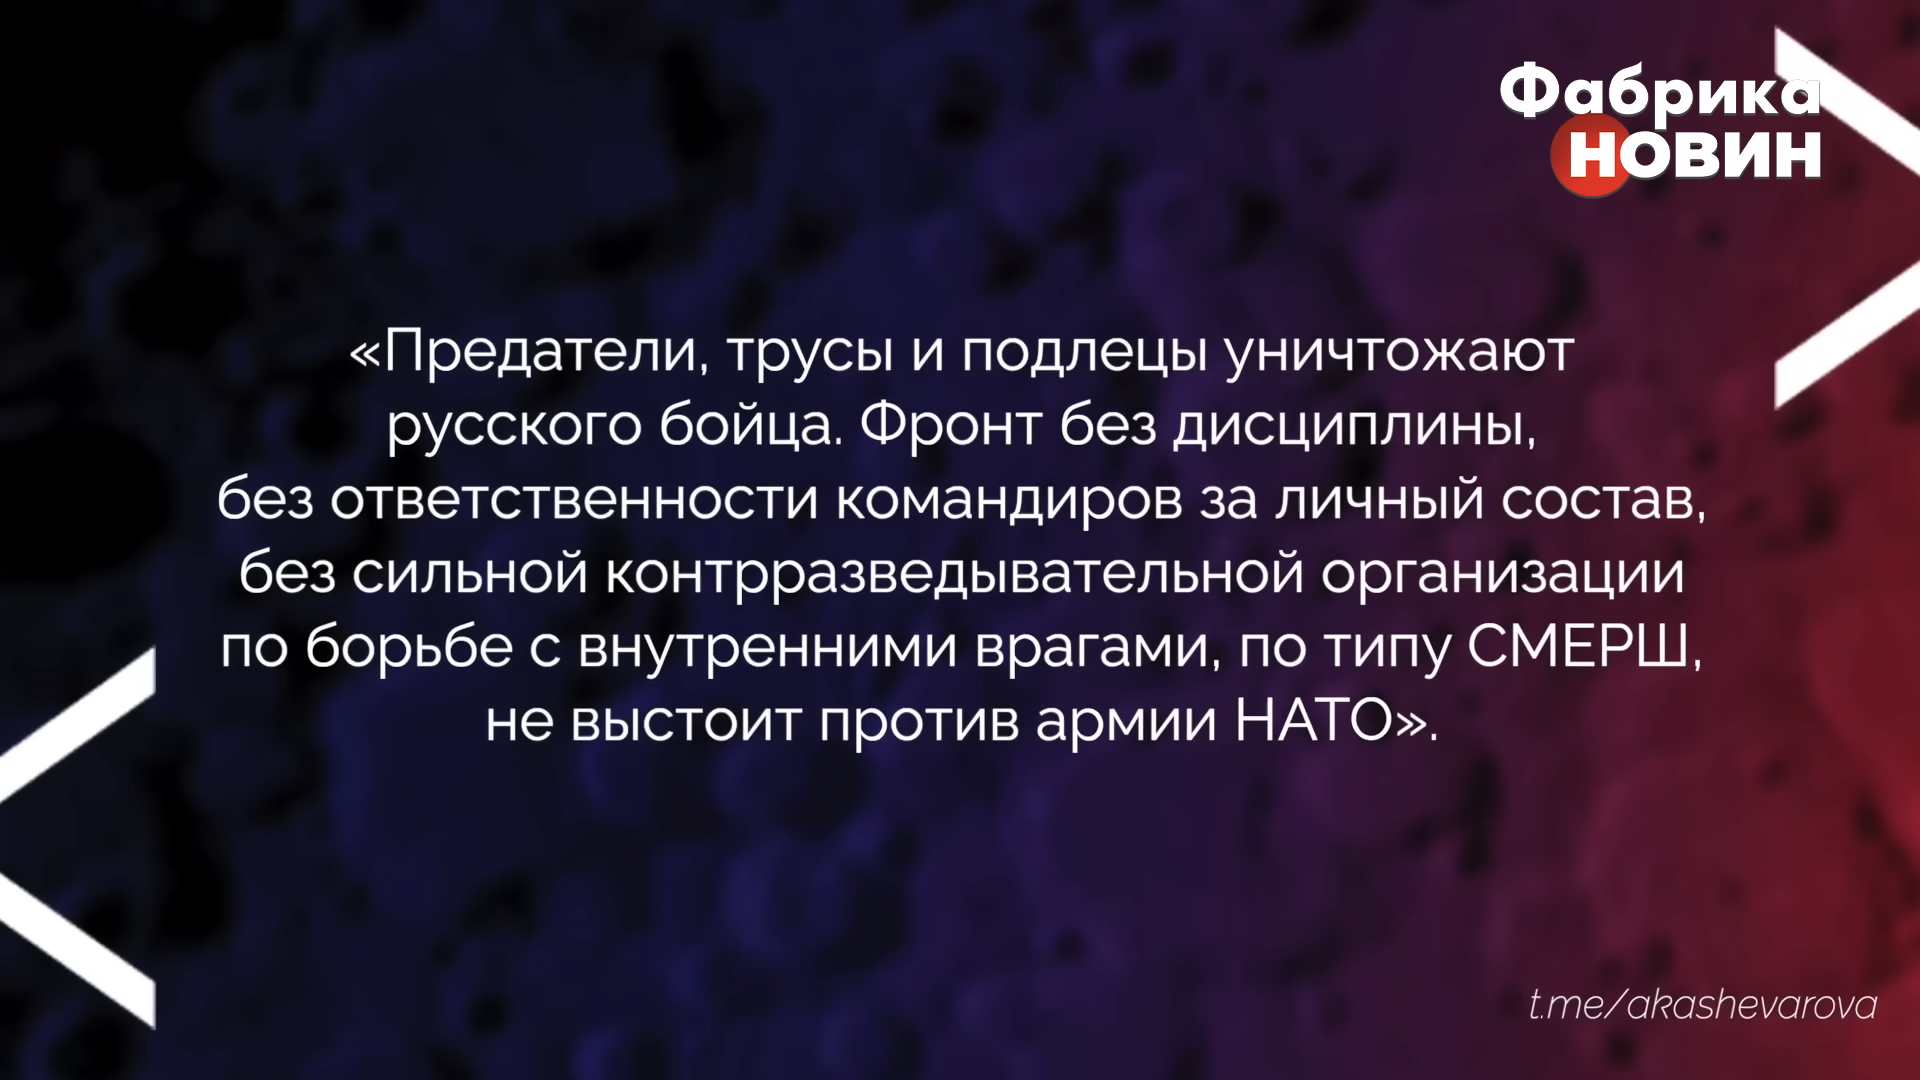 Фабрика
новин
«Предатели, трусы и подлецы уничтожают
русского бойца. Фронт без дисциплины,
без ответственности командиров за личный состав,
без сильной контрразведывательной организации
по борьбе с внутренними врагами, по типу СМЕРШ,
не выстоит против армии НАТО».
t.me/akashevarova